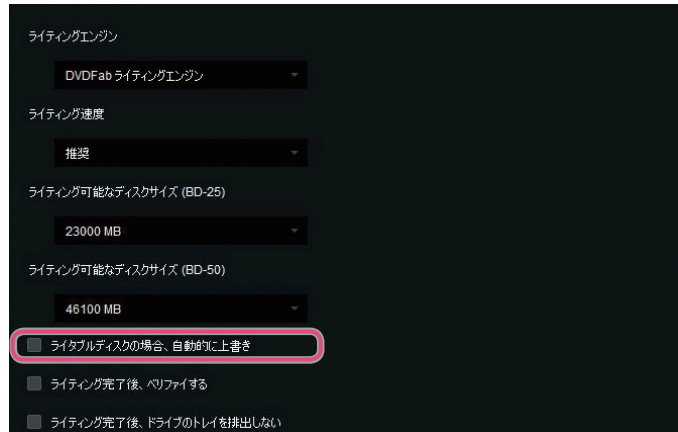 ライティングエンジン
DVDFab ライティングエンジン
ライティング速度
推奨
ライティング可能なディスクサイズ (BD-25)
23000 MB
ライティング可能なディスクサイズ (BD-50)
46100 MB
ライタブルディスクの場合、自動的に上書き
ライティング完了後、ベリファイする
ライティング完了後、ドライブのトレイを排出しない